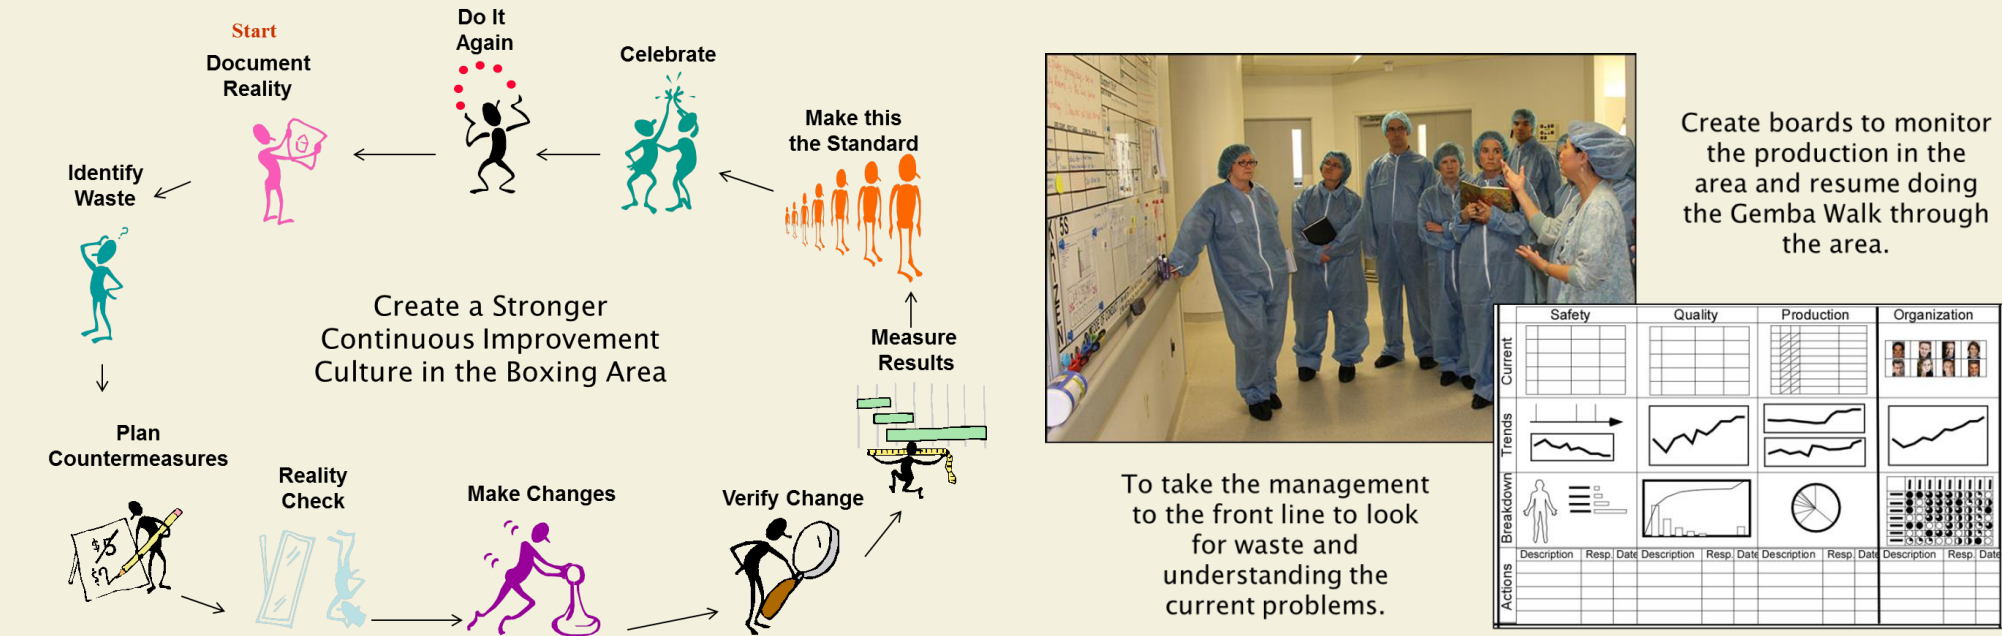 Start
Document
Reality
Identify
Waste
Plan
Countermeasures
Reality
Check
Make Changes
Verify Change
Measure
Results
Make this
the Standard
Celebrate
Do It
Again
Create a Stronger
Continuous Improvement
Culture in the Boxing Area
$5
?
5S
KAIZEN
Create boards to monitor
the production in the
area and resume doing
the Gemba Walk through
the area.
To take the management
to the front line to look
for waste and
understanding the
current problems.
Safety Quality Production Organization
Current
Trends
Breakdown
Description Resp. Date Description Resp. Date Description Resp. Date Description Resp. Date
Actions